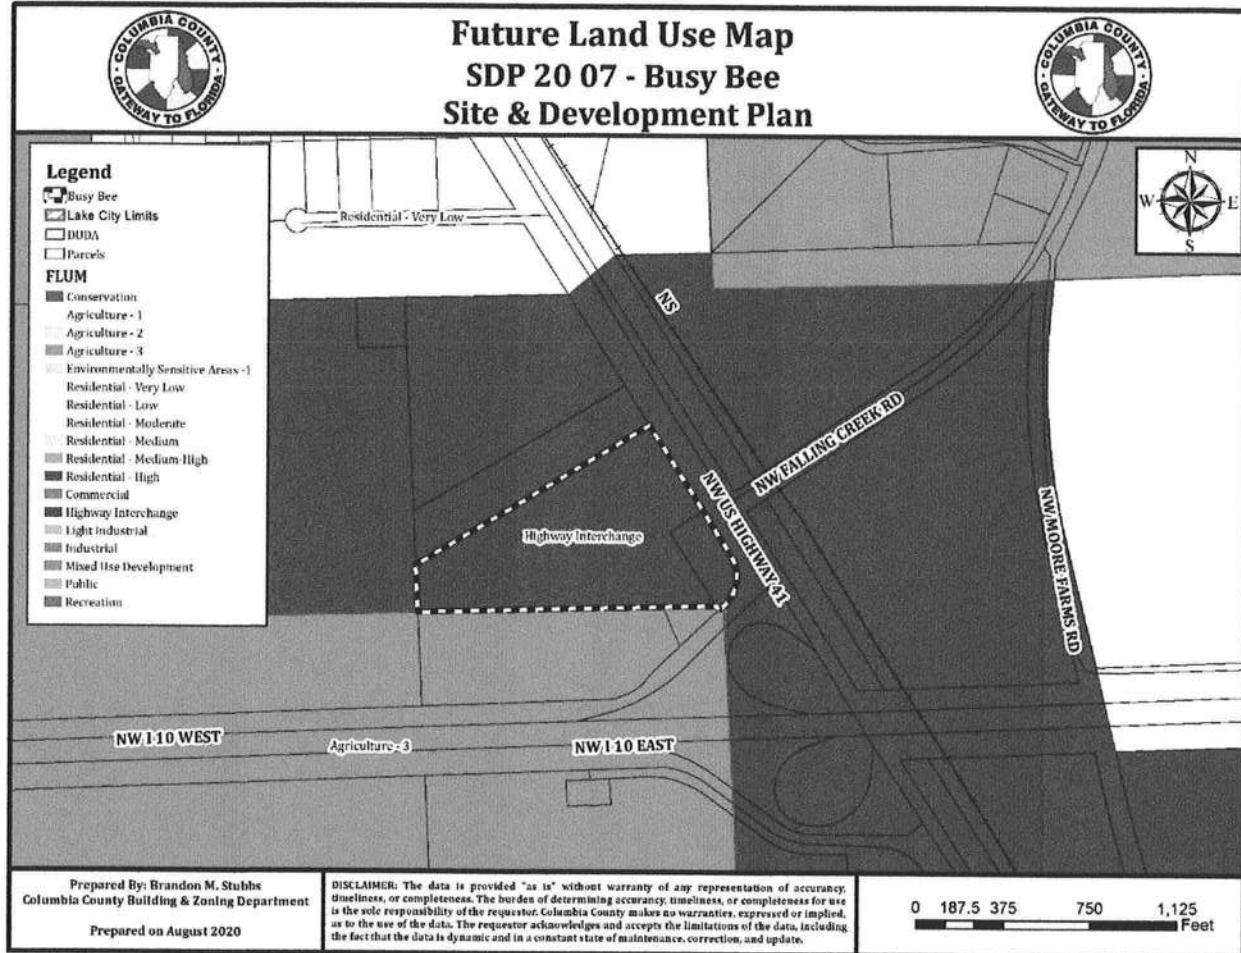 COLUMBIA COUNTY
GATEWAY TO FLORIDA
Future Land Use Map
SDP 20 07 - Busy Bee
Site & Development Plan
COLUMBIA COUNTY
GATEWAY TO FLORIDA
Legend
Busy Bee
Lake City Limits
DUDA
Parcels
FLUM
Conservation
Agriculture - 1
Agriculture - 2
Agriculture - 3
Environmentally Sensitive Areas -1
Residential - Very Low
Residential - Low
Residential - Moderate
Residential - Medium
Residential - Medium-High
Residential - High
Commercial
Highway Interchange
Light Industrial
Industrial
Mixed Use Development
Public
Recreation
Residential - Very Low
N
W E
S
NS
NW FALLING CREEK RD
NW US HIGHWAY 41
NW MOORE FARMS RD
Highway Interchange
NW I 10 WEST
Agriculture - 3
NW I 10 EAST
Prepared By: Brandon M. Stubbs
Columbia County Building & Zoning Department
Prepared on August 2020
DISCLAIMER: The data is provided "as is" without warranty of any representation of accurancy,
timeliness, or completeness. The burden of determining accurancy, timeliness, or completeness for use
is the sole responsibility of the requestor. Columbia County makes no warranties, expressed or implied,
as to the use of the data. The requestor acknowledges and accepts the limitations of the data, including
the fact that the data is dynamic and in a constant state of maintenance, correction, and update.
0 187.5 375 750 1,125
Feet